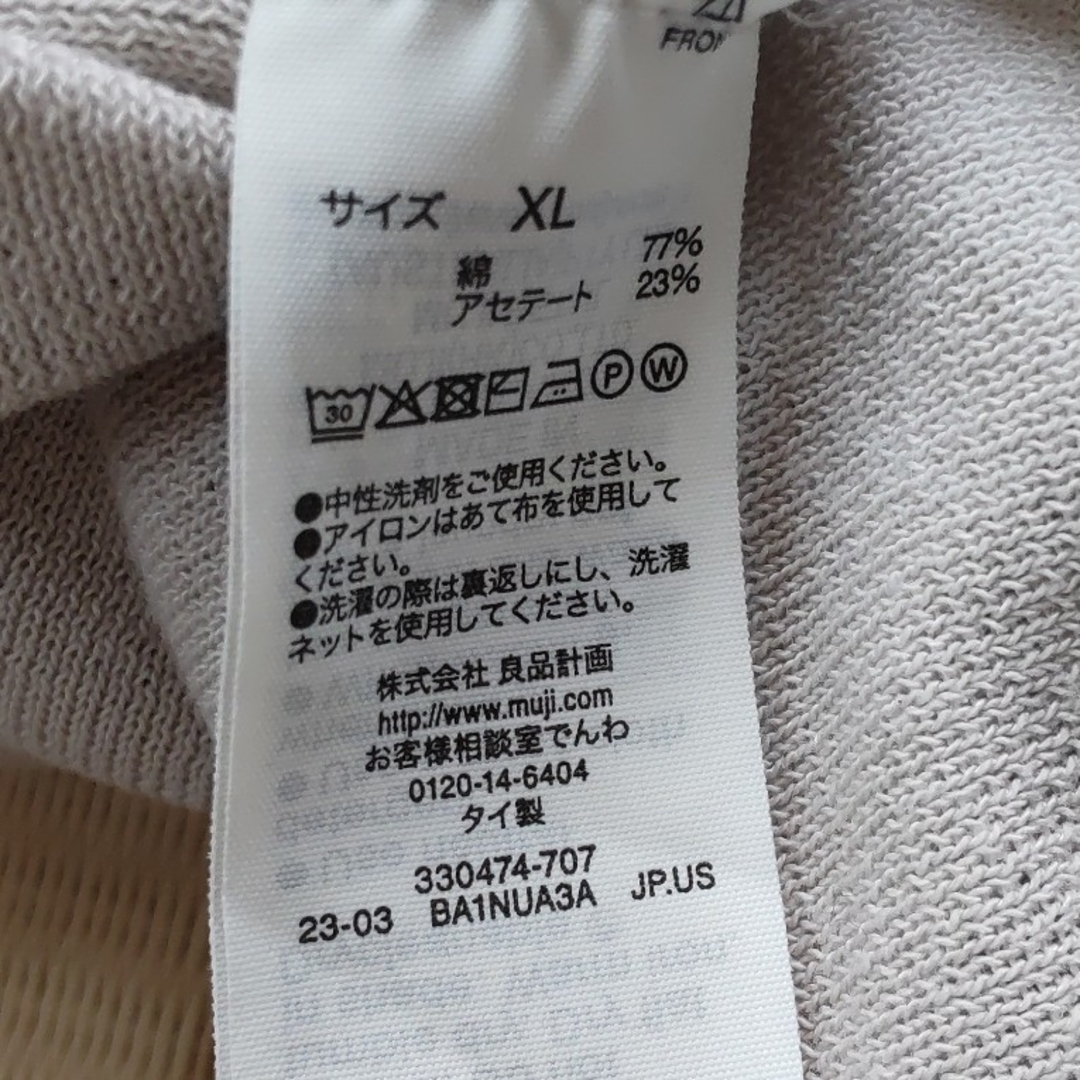 サイズ XL
綿 77%
アセテート 23%
30 P W
●中性洗剤をご使用ください。
●アイロンはあて布を使用して
ください。
●洗濯の際は裏返しにし、洗濯
ネットを使用してください。
株式会社 良品計画
http://www.muji.com
お客様相談室でんわ
0120-14-6404
タイ製
330474-707
23-03 BA1NUA3A JP.US